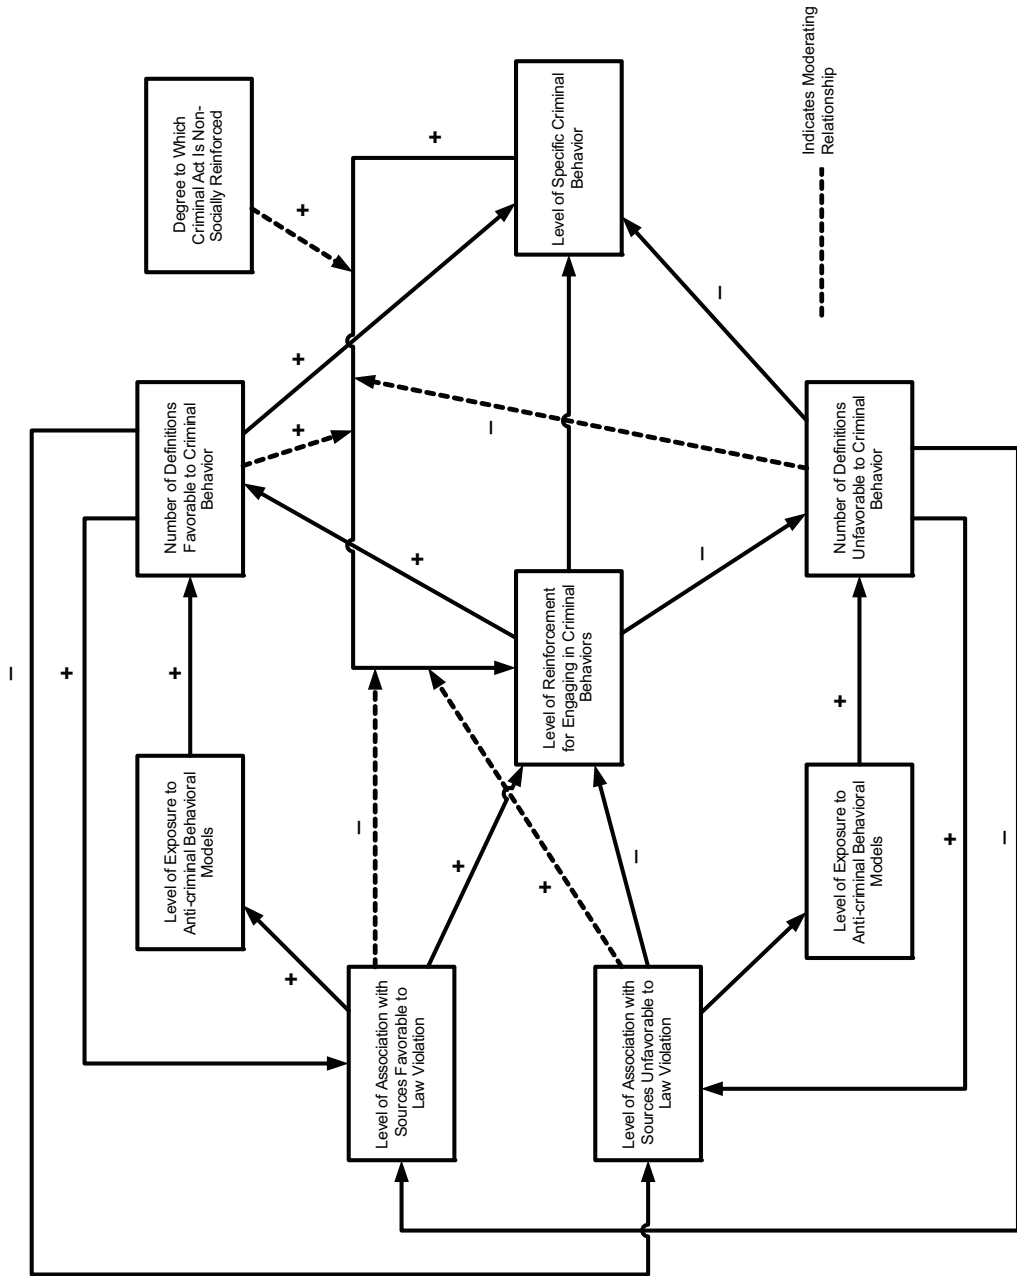 Degree to Which
Criminal Act Is Non-
Socially Reinforced
+
Level of Specific Criminal
Behavior
+
Indicates Moderating
Relationship
Number of Definitions
Favorable to Criminal
Behavior
+
+
–
–
Number of Definitions
Unfavorable to Criminal
Behavior
Level of Reinforcement
for Engaging in Criminal
Behaviors
+
–
–
+
+
Level of Exposure to
Anti-criminal Behavioral
Models
+
–
+
+
–
Level of Exposure to
Anti-criminal Behavioral
Models
+
+
–
Level of Association with
Sources Favorable to
Law Violation
Level of Association with
Sources Unfavorable to
Law Violation